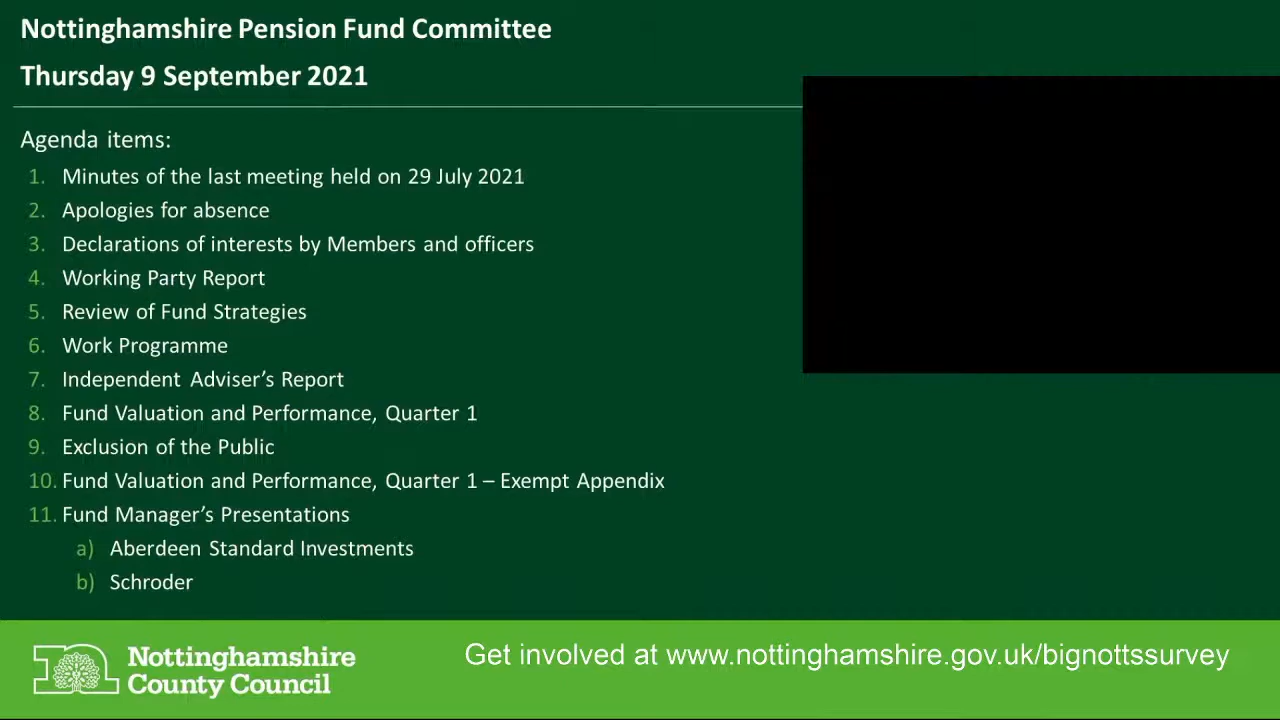 Nottinghamshire Pension Fund Committee
Thursday 9 September 2021
Agenda items:
1. Minutes of the last meeting held on 29 July 2021
2. Apologies for absence
3. Declarations of interests by Members and officers
4. Working Party Report
5. Review of Fund Strategies
6. Work Programme
7. Independent Adviser’s Report
8. Fund Valuation and Performance, Quarter 1
9. Exclusion of the Public
10. Fund Valuation and Performance, Quarter 1 – Exempt Appendix
11. Fund Manager’s Presentations
a) Aberdeen Standard Investments
b) Schroder
Nottinghamshire
County Council
Get involved at www.nottinghamshire.gov.uk/bignottssurvey